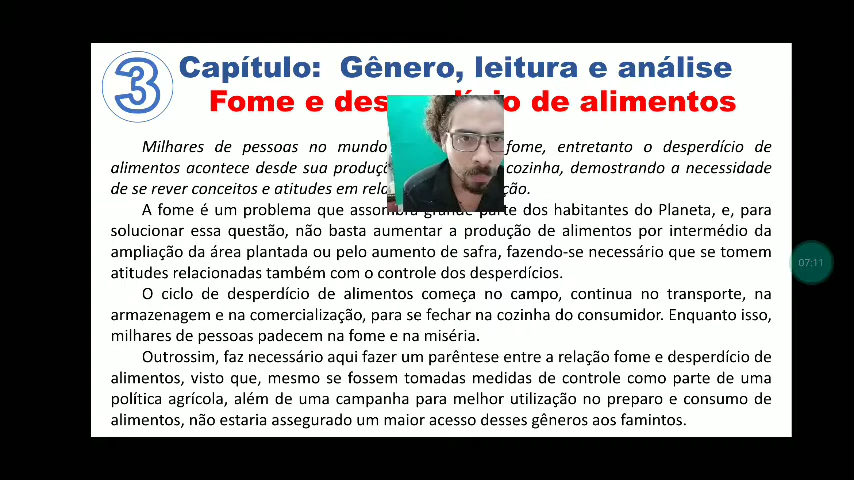 3 Capítulo: Gênero, leitura e análise
Fome e des o de alimentos
Milhares de pessoas no mundo fome, entretanto o desperdício de
alimentos acontece desde sua produç cozinha, demostrando a necessidade
de se rever conceitos e atitudes em rela ção.
A fome é um problema que assombra grande parte dos habitantes do Planeta, e, para
solucionar essa questão, não basta aumentar a produção de alimentos por intermédio da
ampliação da área plantada ou pelo aumento de safra, fazendo-se necessário que se tomem
atitudes relacionadas também com o controle dos desperdícios.
O ciclo de desperdício de alimentos começa no campo, continua no transporte, na
armazenagem e na comercialização, para se fechar na cozinha do consumidor. Enquanto isso,
milhares de pessoas padecem na fome e na miséria.
Outrossim, faz necessário aqui fazer um parêntese entre a relação fome e desperdício de
alimentos, visto que, mesmo se fossem tomadas medidas de controle como parte de uma
política agrícola, além de uma campanha para melhor utilização no preparo e consumo de
alimentos, não estaria assegurado um maior acesso desses gêneros aos famintos.
07:11